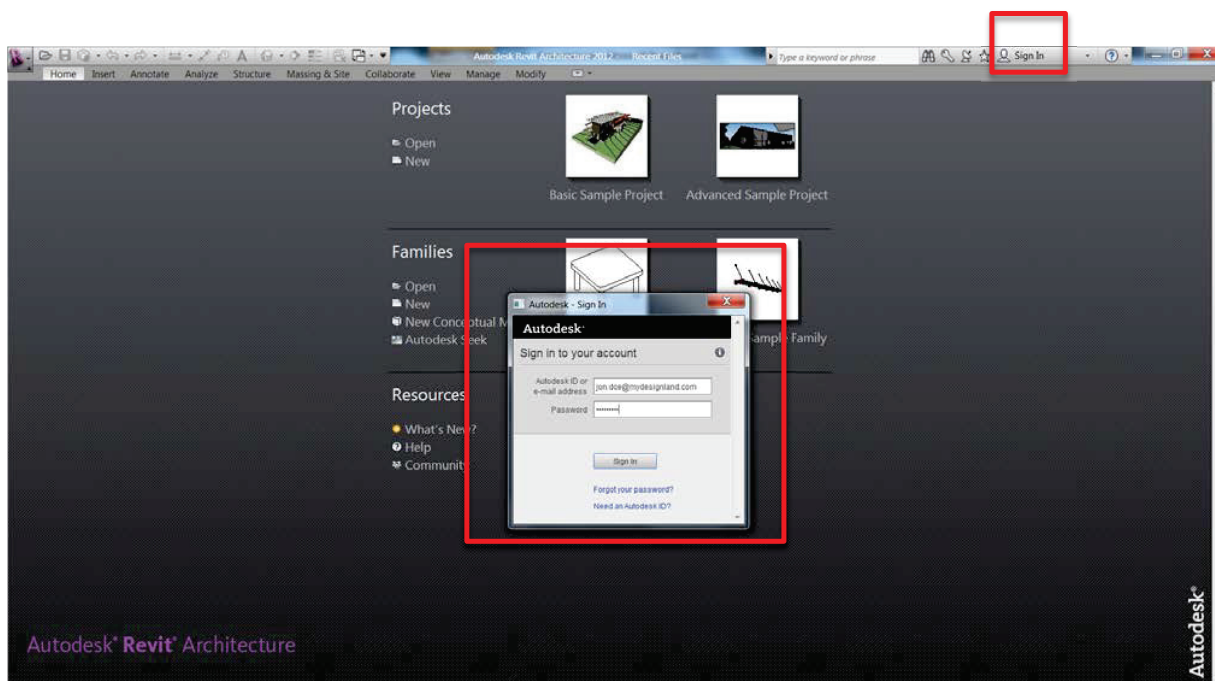 Autodesk Revit Architecture 2012 - Recent Files
Type a keyword or phrase
Sign In
Home Insert Annotate Analyze Structure Massing & Site Collaborate View Manage Modify
Projects
Open
New
Basic Sample Project
Advanced Sample Project
Families
Open
New
New Conceptual M
Autodesk Seek
Sample Family
Resources
What's New?
Help
Community
Autodesk - Sign In
Autodesk
Sign in to your account
Autodesk ID or
e-mail address
jon.doe@mydesignland.com
Password
Sign In
Forgot your password?
Need an Autodesk ID?
Autodesk® Revit® Architecture
Autodesk®